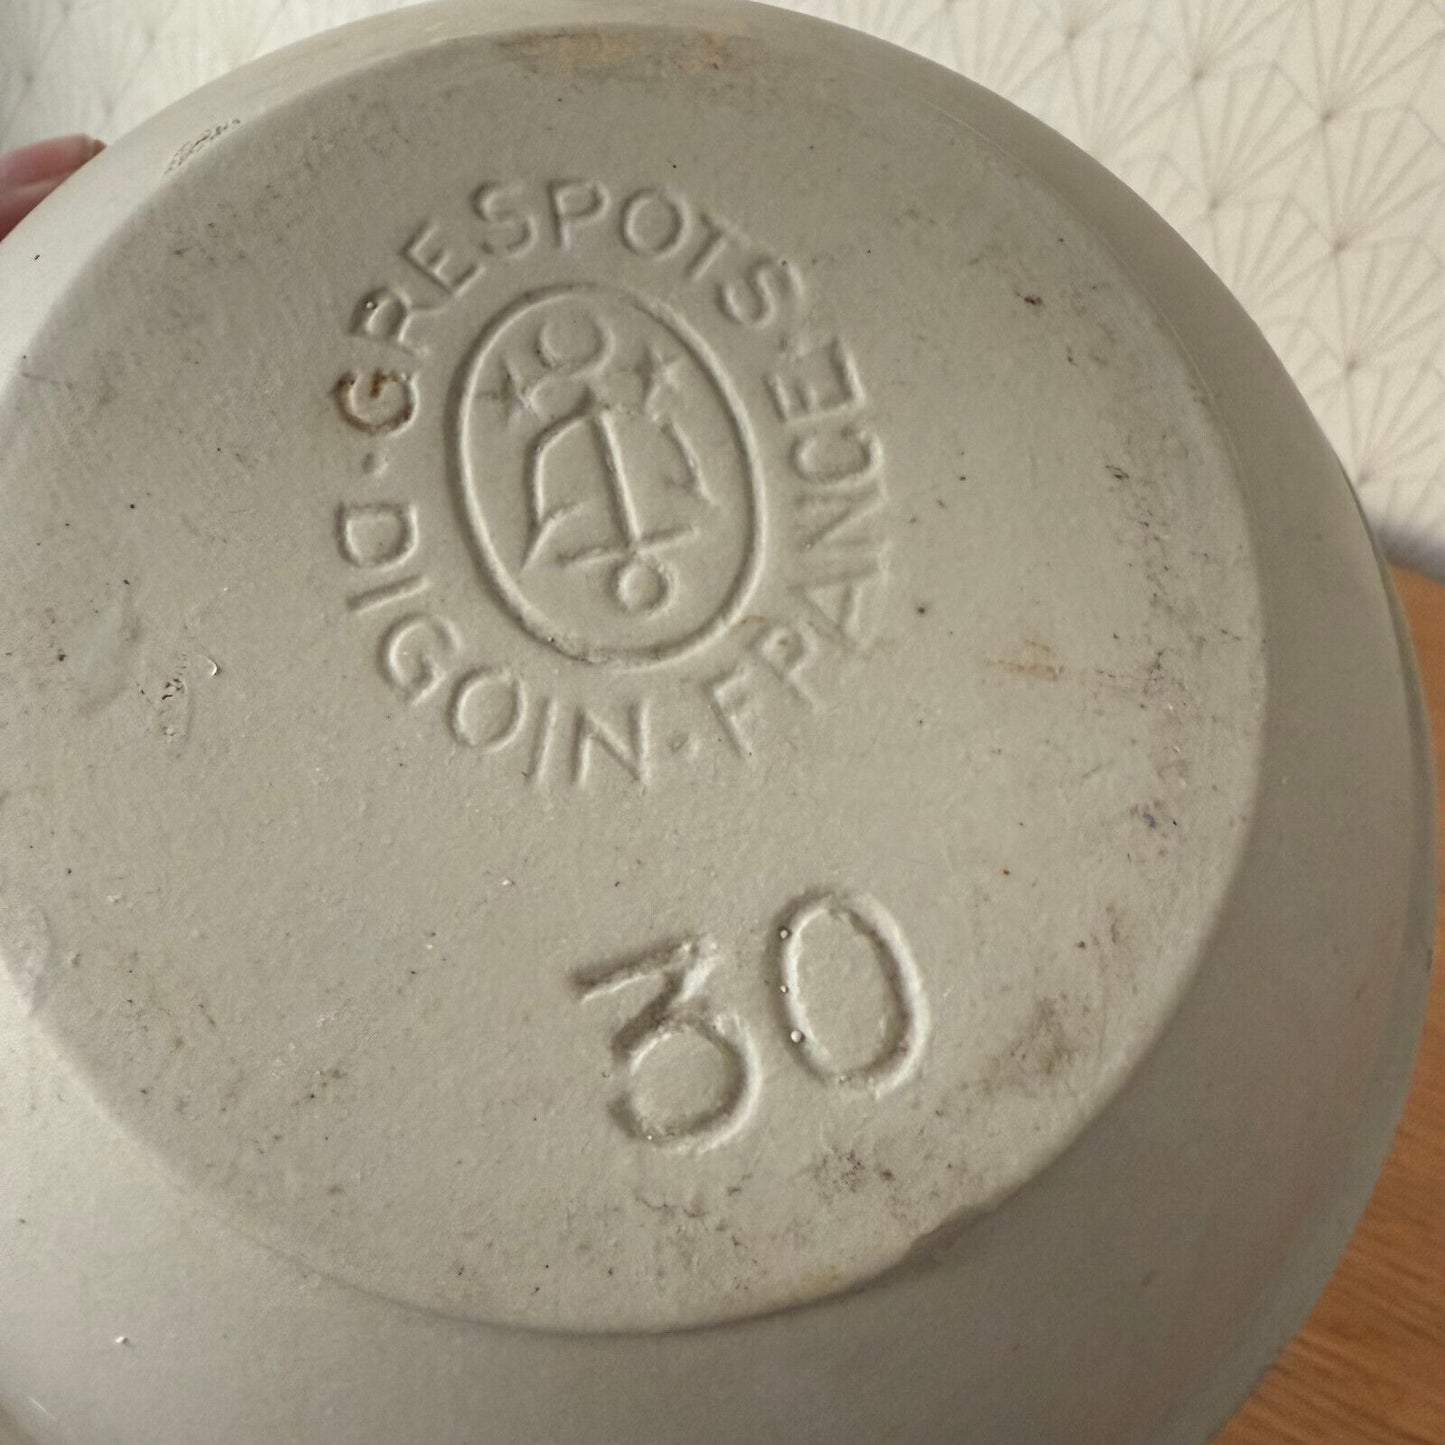 GRESPOTS · FRANCE · DIGOIN ·
30